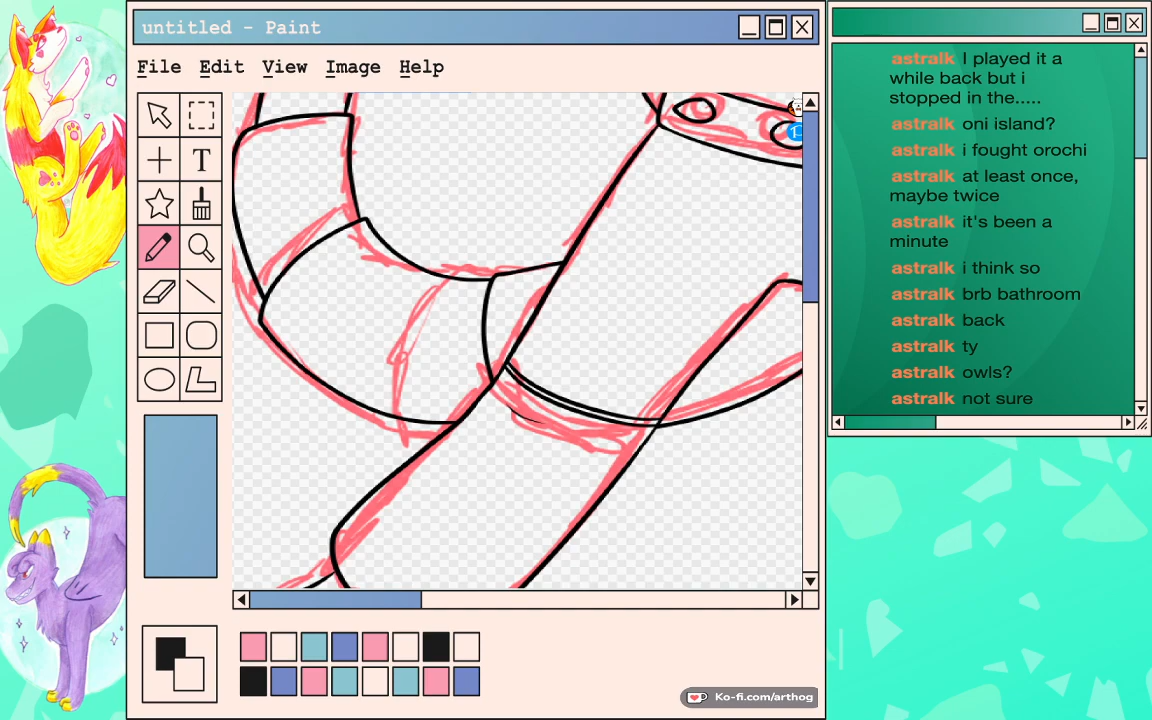 untitled - Paint
File Edit View Image Help
T
astralk I played it a
while back but i
stopped in the.....
astralk oni island?
astralk i fought orochi
astralk at least once,
maybe twice
astralk it's been a
minute
astralk i think so
astralk brb bathroom
astralk back
astralk ty
astralk owls?
astralk not sure
Ko-fi.com/arthog